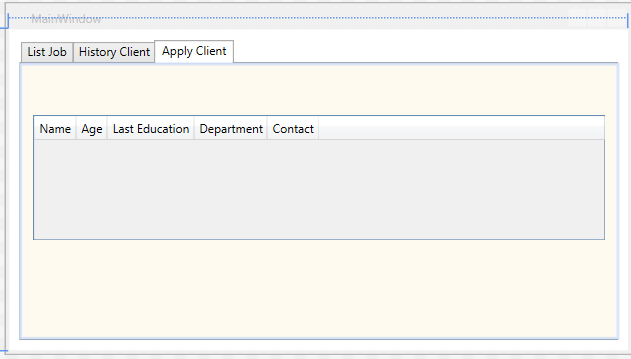 MainWindow
List Job History Client Apply Client
Name Age Last Education Department Contact